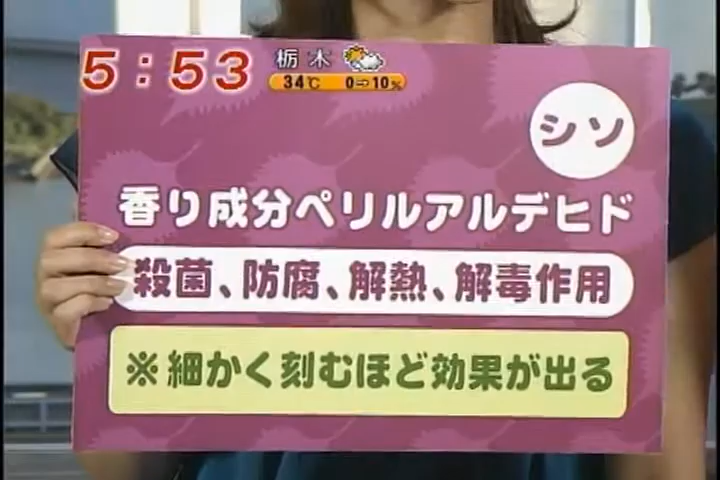 5:53
栃木
34℃ 0⇨10%
シソ
香り成分ペリルアルデヒド
殺菌、防腐、解熱、解毒作用
※細かく刻むほど効果が出る